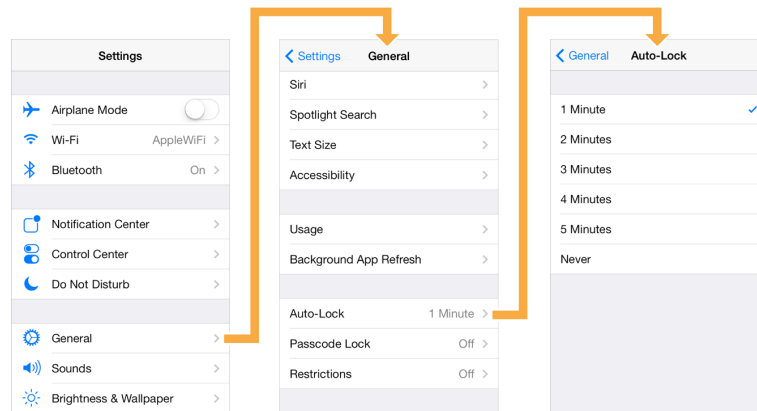 Settings
Airplane Mode
Wi-Fi AppleWiFi
Bluetooth On
Notification Center
Control Center
Do Not Disturb
General
Sounds
Brightness & Wallpaper
Settings General
Siri
Spotlight Search
Text Size
Accessibility
Usage
Background App Refresh
Auto-Lock 1 Minute
Passcode Lock Off
Restrictions Off
General Auto-Lock
1 Minute
2 Minutes
3 Minutes
4 Minutes
5 Minutes
Never